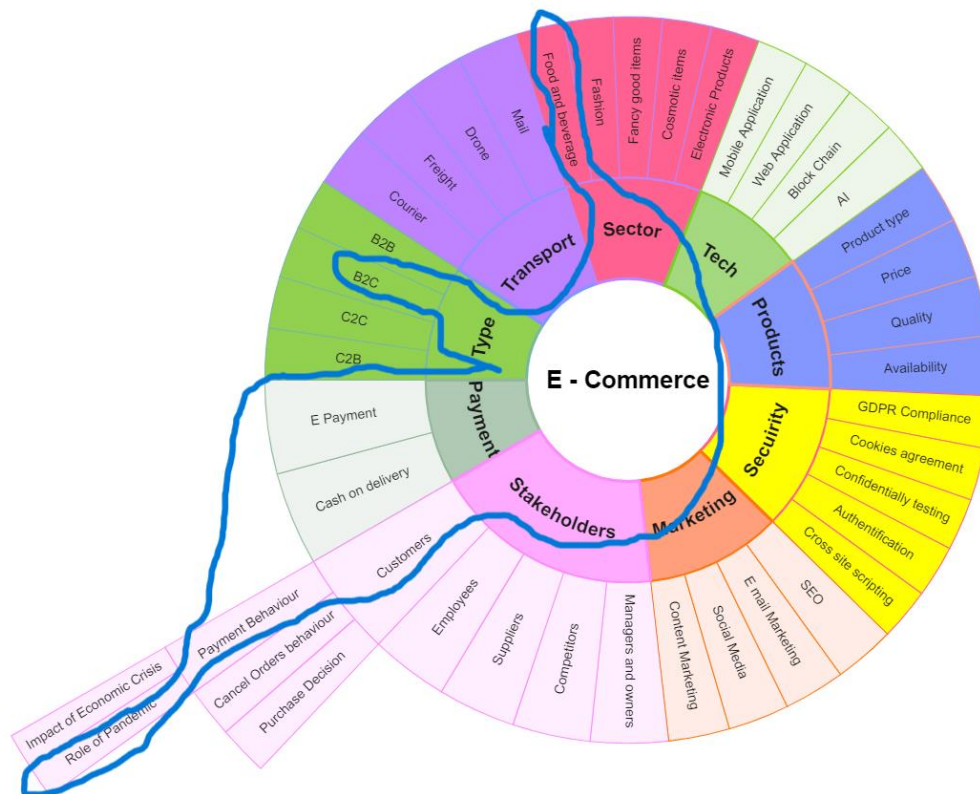 E - Commerce
Sector
Food and beverage
Fashion
Fancy good items
Cosmotic items
Electronic Products
Tech
Mobile Application
Web Application
Block Chain
AI
Products
Product type
Price
Quality
Availability
Secuirity
GDPR Compliance
Cookies agreement
Confidentially testing
Authentification
Cross site scripting
Marketing
SEO
E mail Marketing
Social Media
Content Marketing
Stakeholders
Managers and owners
Competitors
Suppliers
Employees
Customers
Purchase Decision
Cancel Orders behaviour
Payment Behaviour
Role of Pandemic
Impact of Economic Crisis
Payment
Cash on delivery
E Payment
Type
C2B
C2C
B2C
B2B
Transport
Courier
Freight
Drone
Mail